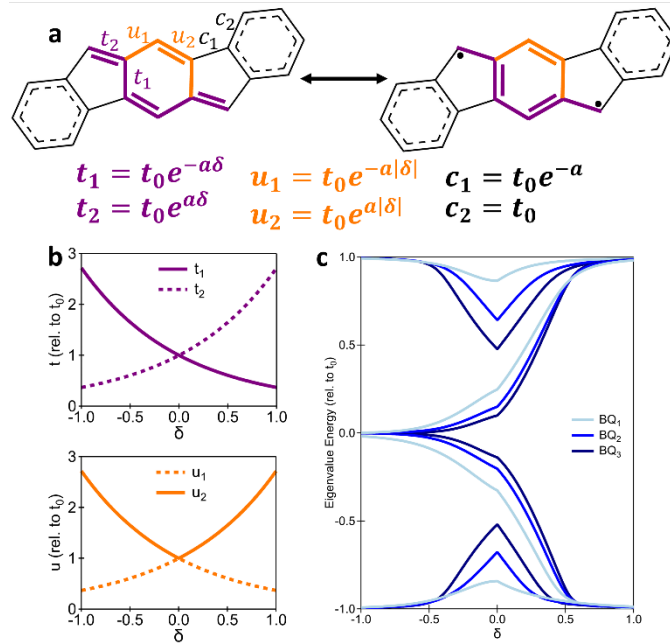 a
t₂ u₁ u₂ c₁ c₂
t₁
t₁ = t₀e⁻ᵃᵟ u₁ = t₀e⁻ᵃ|ᵟ| c₁ = t₀e⁻ᵃ
t₂ = t₀eᵃᵟ u₂ = t₀eᵃ|ᵟ| c₂ = t₀
b
t (rel. to t₀)
3
2
1
0
t₁
t₂
-1.0 -0.5 0.0 0.5 1.0
δ
u (rel. to t₀)
3
2
1
0
u₁
u₂
-1.0 -0.5 0.0 0.5 1.0
δ
c
Eigenvalue Energy (rel. to t₀)
1.0
0.5
0.0
-0.5
-1.0
BQ₁
BQ₂
BQ₃
-1.0 -0.5 0.0 0.5 1.0
δ